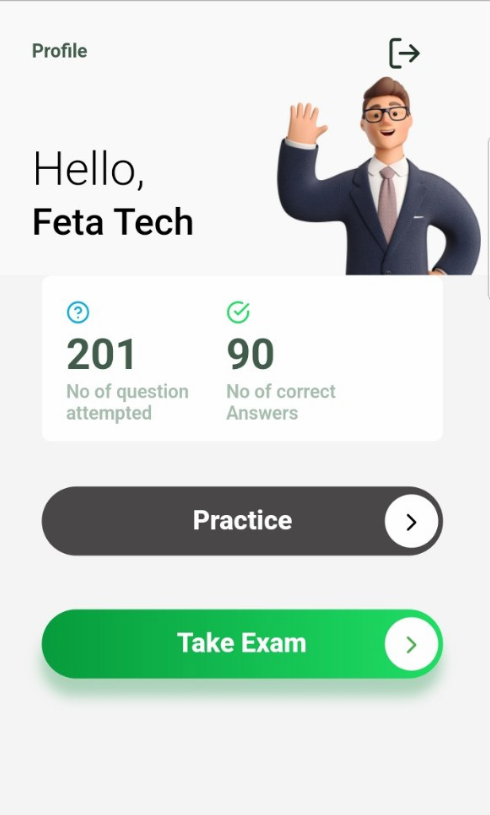 Profile
Hello,
Feta Tech
201
No of question
attempted
90
No of correct
Answers
Practice
Take Exam